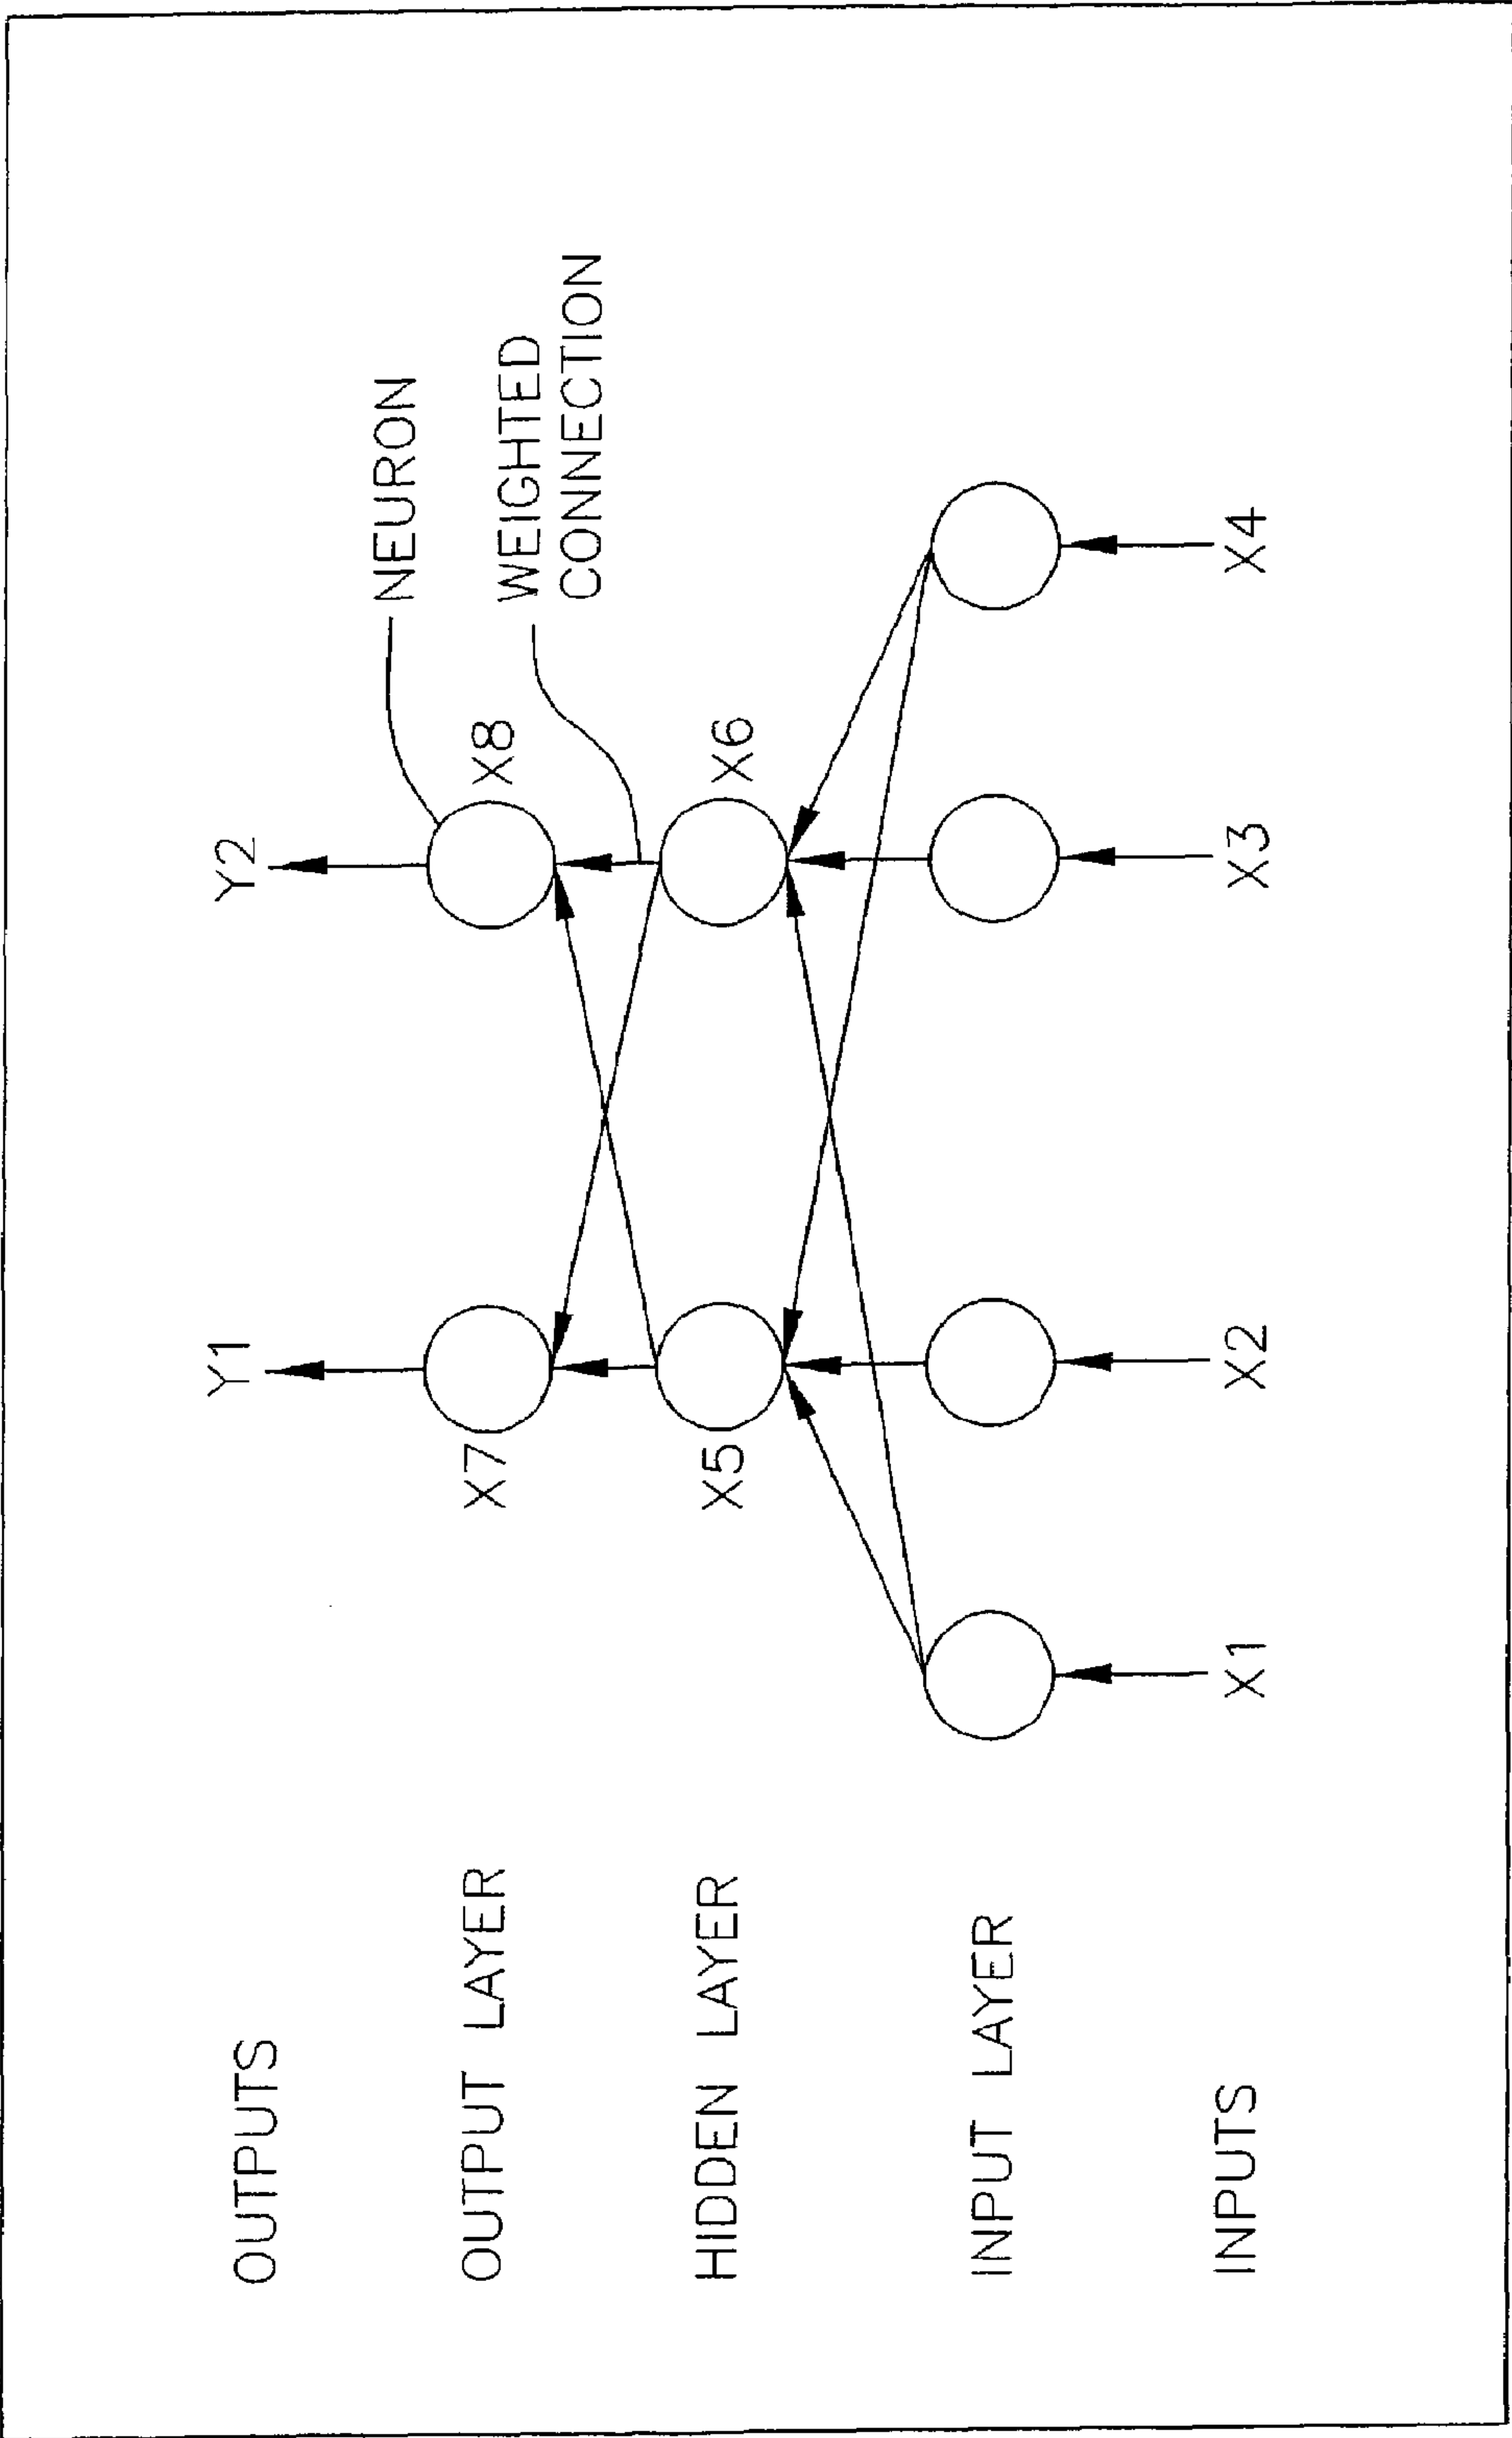 OUTPUTS
Y1
Y2
NEURON
OUTPUT LAYER
X7
X8
WEIGHTED
CONNECTION
HIDDEN LAYER
X5
X6
INPUT LAYER
INPUTS
X1
X2
X3
X4